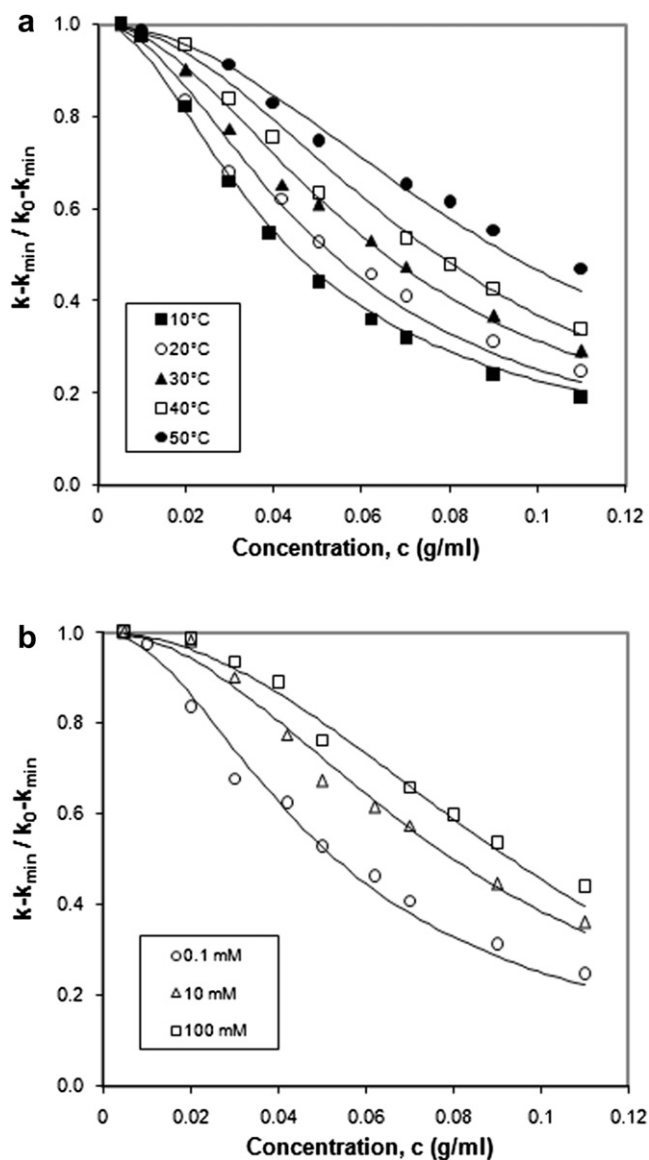 a
k-kmin / k0-kmin
1.0
0.8
0.6
0.4
0.2
0.0
10°C
20°C
30°C
40°C
50°C
0 0.02 0.04 0.06 0.08 0.1 0.12
Concentration, c (g/ml)
b
k-kmin / k0-kmin
1.0
0.8
0.6
0.4
0.2
0.0
0.1 mM
10 mM
100 mM
0 0.02 0.04 0.06 0.08 0.1 0.12
Concentration, c (g/ml)